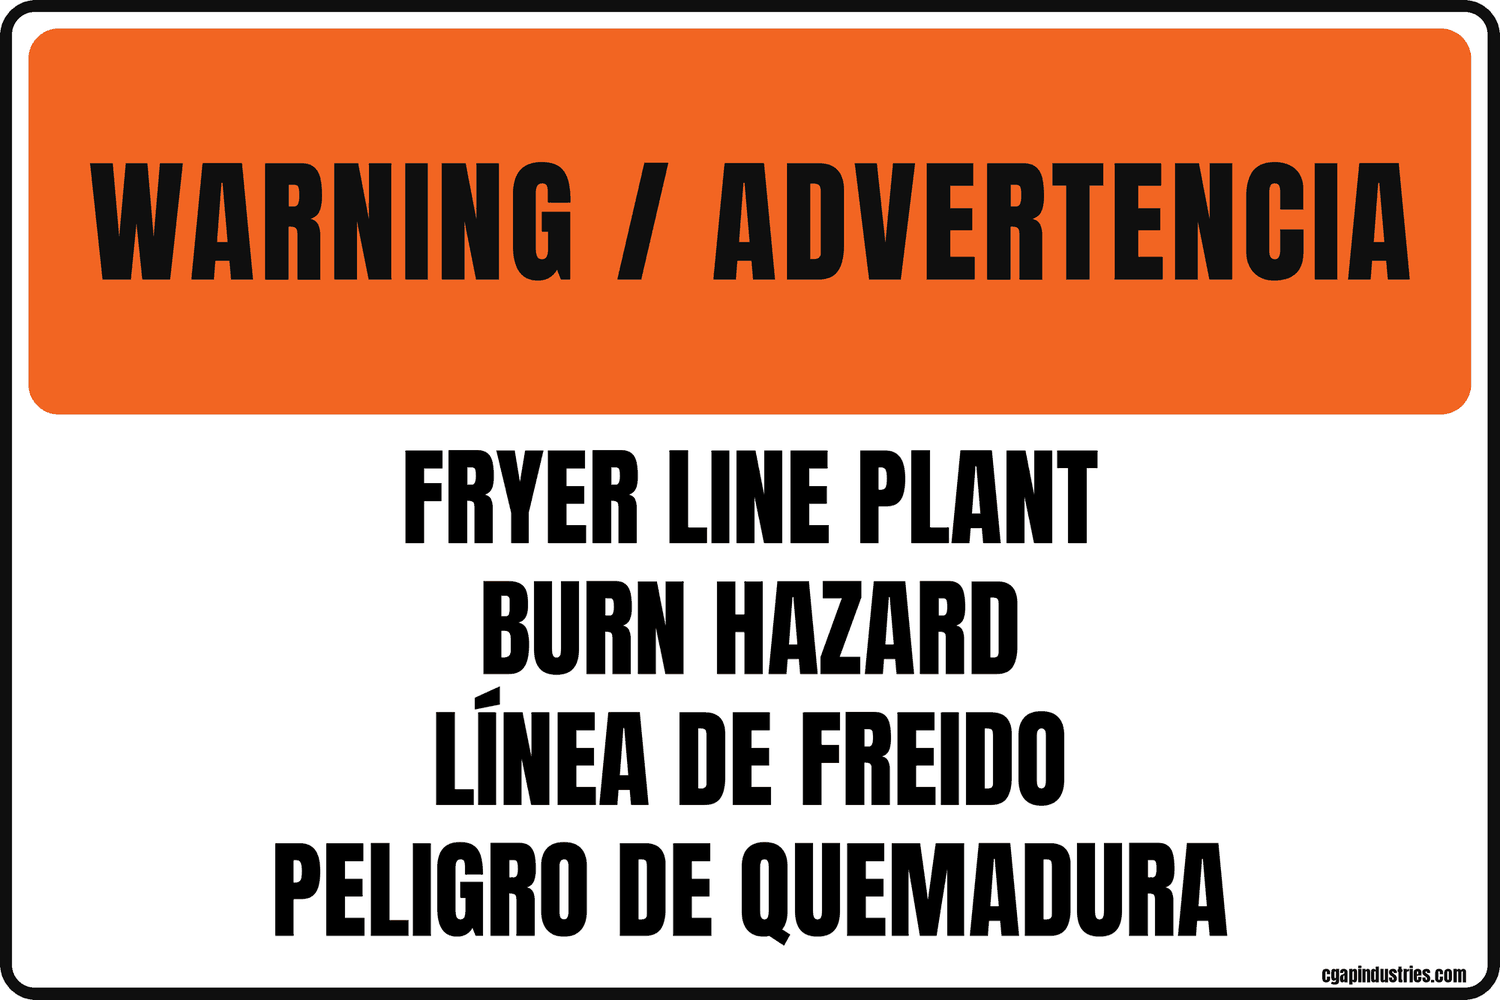 WARNING / ADVERTENCIA
FRYER LINE PLANT
BURN HAZARD
LÍNEA DE FREIDO
PELIGRO DE QUEMADURA
cgapindustries.com